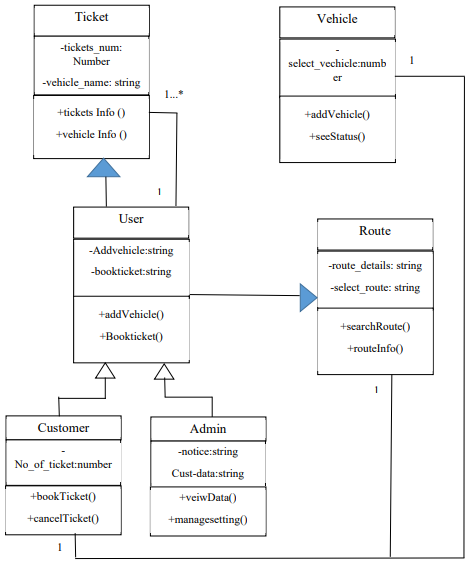 Ticket
-tickets_num:
Number
-vehicle_name: string
+tickets Info ()
+vehicle Info ()
Vehicle
-
select_vechicle:numb
er
+addVehicle()
+seeStatus()
1
1...*
1
User
-Addvehicle:string
-bookticket:string
+addVehicle()
+Bookticket()
Route
-route_details: string
-select_route: string
+searchRoute()
+routeInfo()
1
Customer
-
No_of_ticket:number
+bookTicket()
+cancelTicket()
1
Admin
-notice:string
Cust-data:string
+veiwData()
+managesetting()